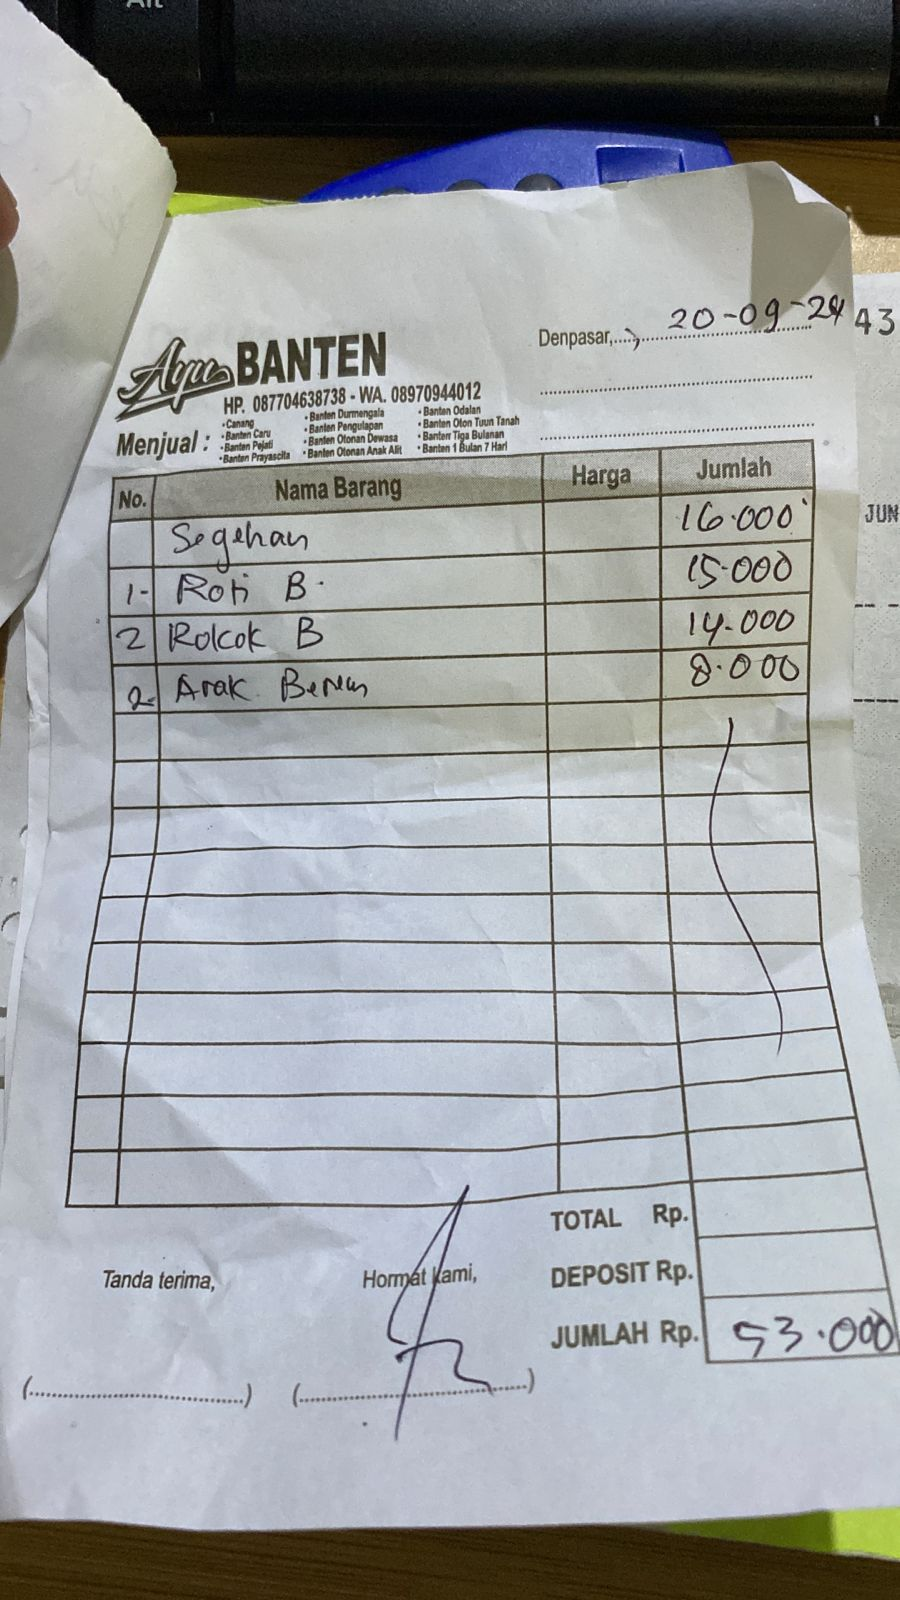 Alt
Denpasar,....,..........20-09-24
43
Ayu BANTEN
HP. 087704638738 - WA. 08970944012
Menjual :
• Canang
• Banten Caru
• Banten Pejati
• Banten Prayascita
• Banten Durmengala
• Banten Pengulapan
• Banten Otonan Dewasa
• Banten Otonan Anak Alit
• Banten Odalan
• Banten Oton Tuun Tanah
• Banten Tiga Bulanan
• Banten 1 Bulan 7 Hari
No. Nama Barang Harga Jumlah
Segehan 16.000
JUN
1- Roti B. 15.000
2 Rokok B 14.000
2- Arak Berem 8.000
TOTAL Rp.
Tanda terima, Hormat kami, DEPOSIT Rp.
JUMLAH Rp. 53.000
(..............................) (..............................)